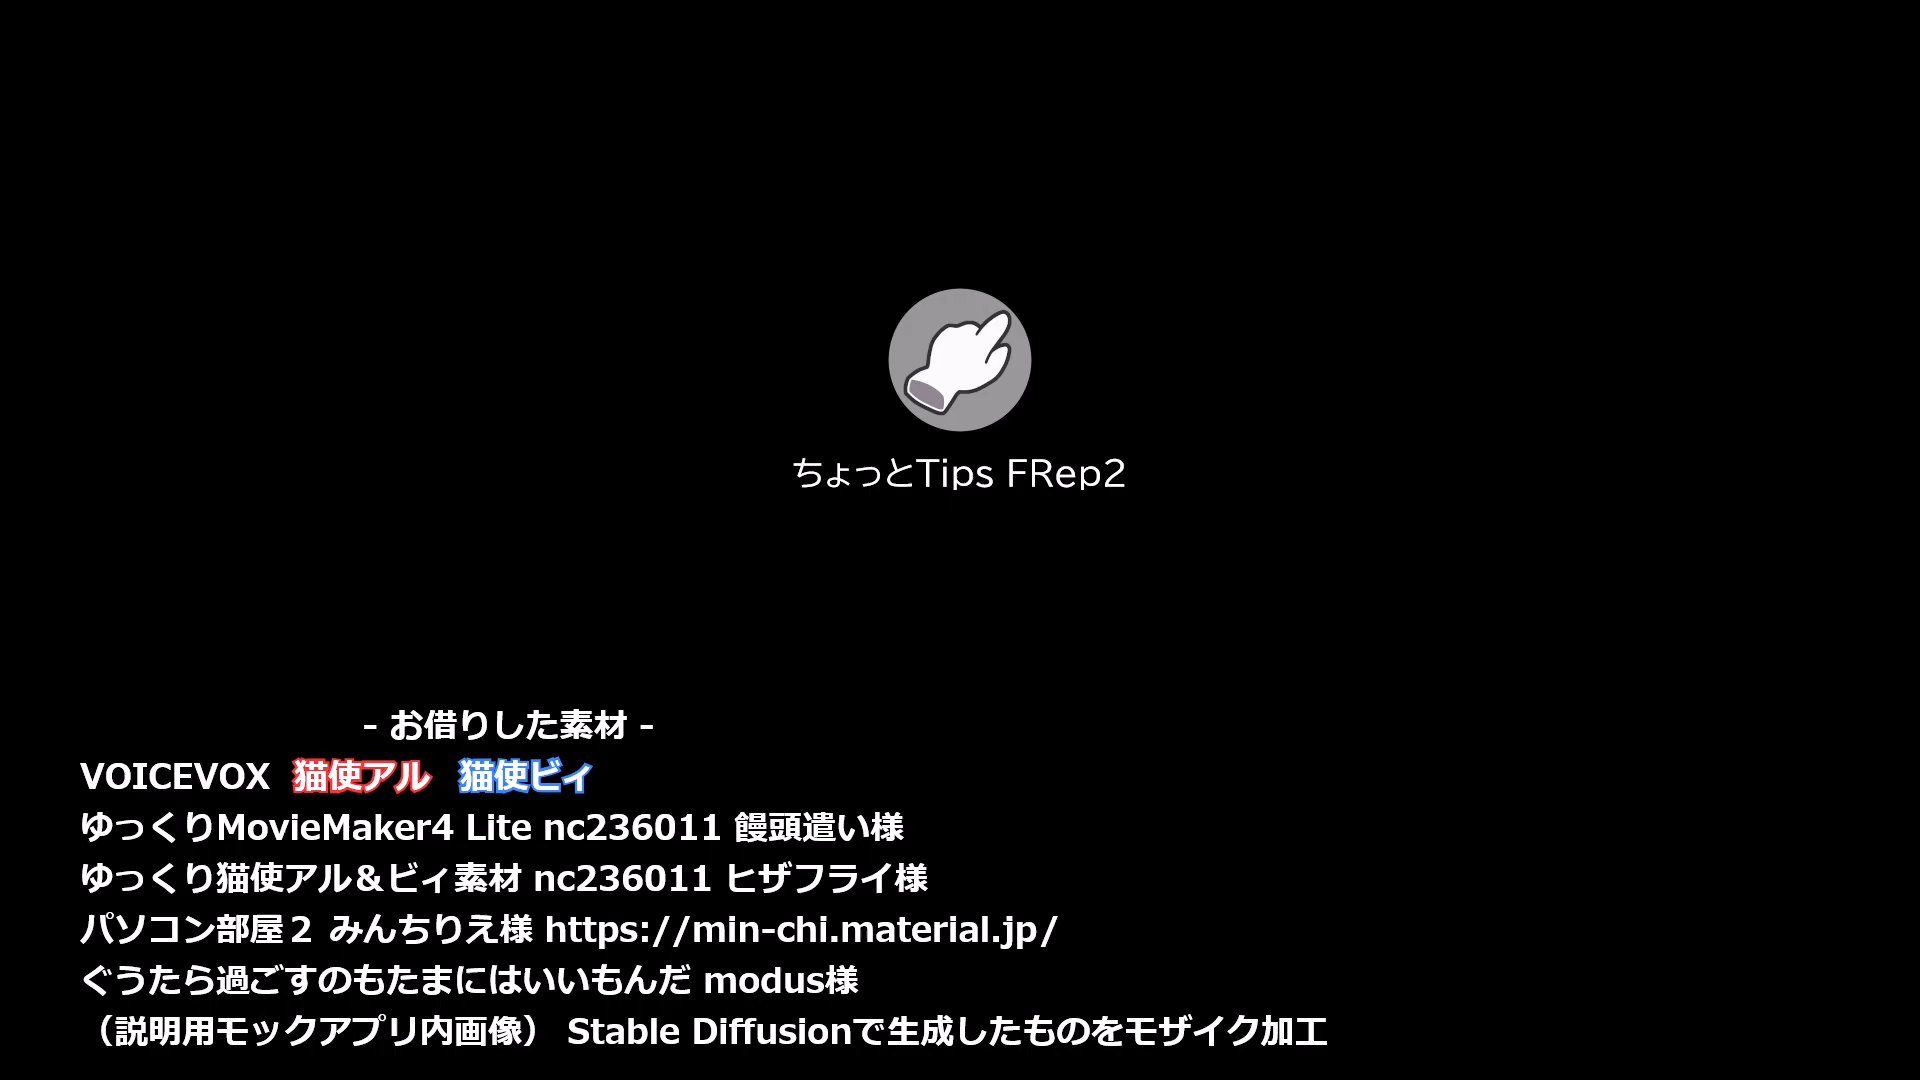 ちょっとTips FRep2
- お借りした素材 -
VOICEVOX 猫使アル 猫使ビィ
ゆっくりMovieMaker4 Lite nc236011 饅頭遣い様
ゆっくり猫使アル＆ビィ素材 nc236011 ヒザフライ様
パソコン部屋２ みんちりえ様 https://min-chi.material.jp/
ぐうたら過ごすのもたまにはいいもんだ modus様
（説明用モックアプリ内画像） Stable Diffusionで生成したものをモザイク加工